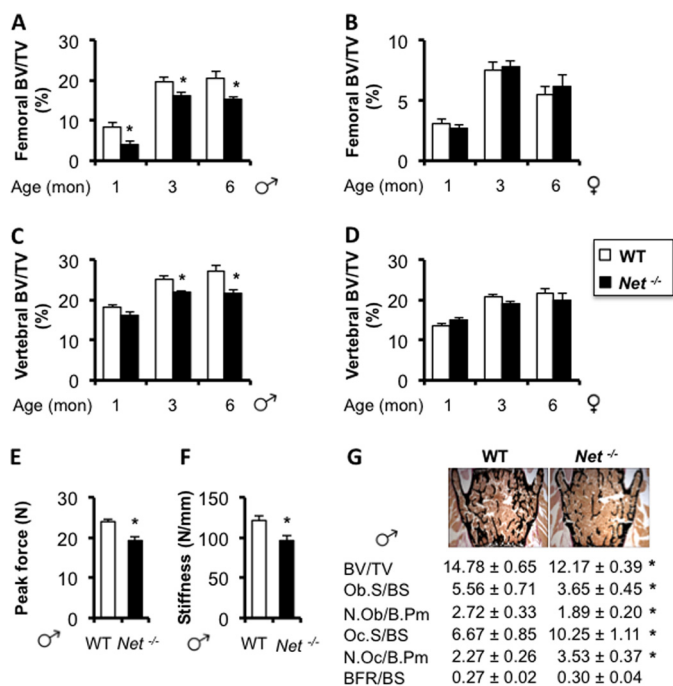 A
Femoral BV/TV
(%)
30
20
10
0
*
*
*
Age (mon) 1 3 6 ♂
B
Femoral BV/TV
(%)
10
5
0
Age (mon) 1 3 6 ♀
C
Vertebral BV/TV
(%)
30
20
10
0
*
*
Age (mon) 1 3 6 ♂
D
Vertebral BV/TV
(%)
30
20
10
0
Age (mon) 1 3 6 ♀
WT
Net -/-
E
Peak force (N)
30
20
10
0
*
♂ WT Net -/-
F
Stiffness (N/mm)
150
100
50
0
*
♂ WT Net -/-
G
WT Net -/-
♂
BV/TV 14.78 ± 0.65 12.17 ± 0.39 *
Ob.S/BS 5.56 ± 0.71 3.65 ± 0.45 *
N.Ob/B.Pm 2.72 ± 0.33 1.89 ± 0.20 *
Oc.S/BS 6.67 ± 0.85 10.25 ± 1.11 *
N.Oc/B.Pm 2.27 ± 0.26 3.53 ± 0.37 *
BFR/BS 0.27 ± 0.02 0.30 ± 0.04